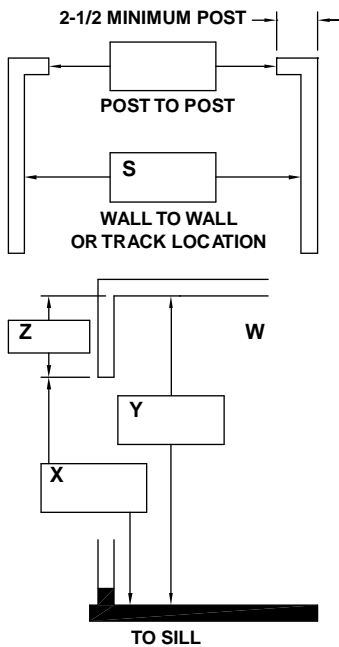 2-1/2 MINIMUM POST
POST TO POST
S
WALL TO WALL
OR TRACK LOCATION
Z
W
Y
X
TO SILL